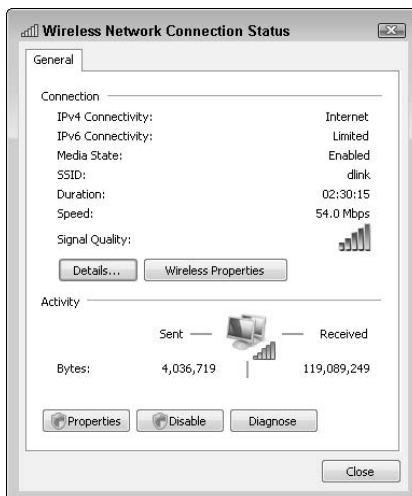 Wireless Network Connection Status
General
Connection
IPv4 Connectivity: Internet
IPv6 Connectivity: Limited
Media State: Enabled
SSID: dlink
Duration: 02:30:15
Speed: 54.0 Mbps
Signal Quality:
Details... Wireless Properties
Activity
Sent Received
Bytes: 4,036,719 119,089,249
Properties Disable Diagnose
Close